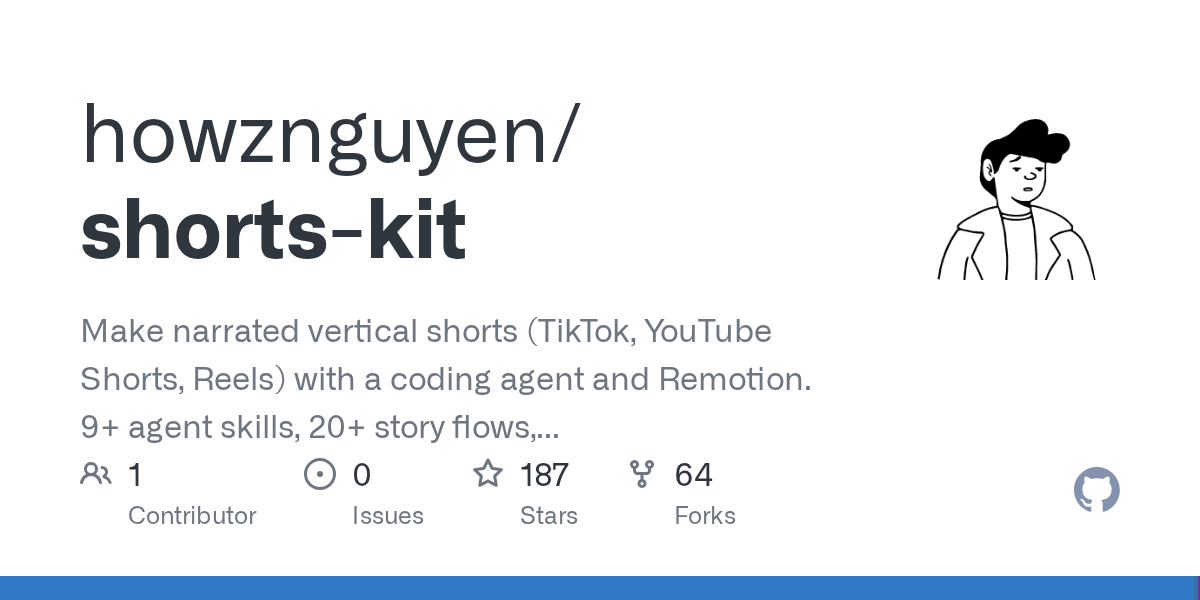 howznguyen/
shorts-kit
Make narrated vertical shorts (TikTok, YouTube
Shorts, Reels) with a coding agent and Remotion.
9+ agent skills, 20+ story flows,...
1 0 187 64
Contributor Issues Stars Forks